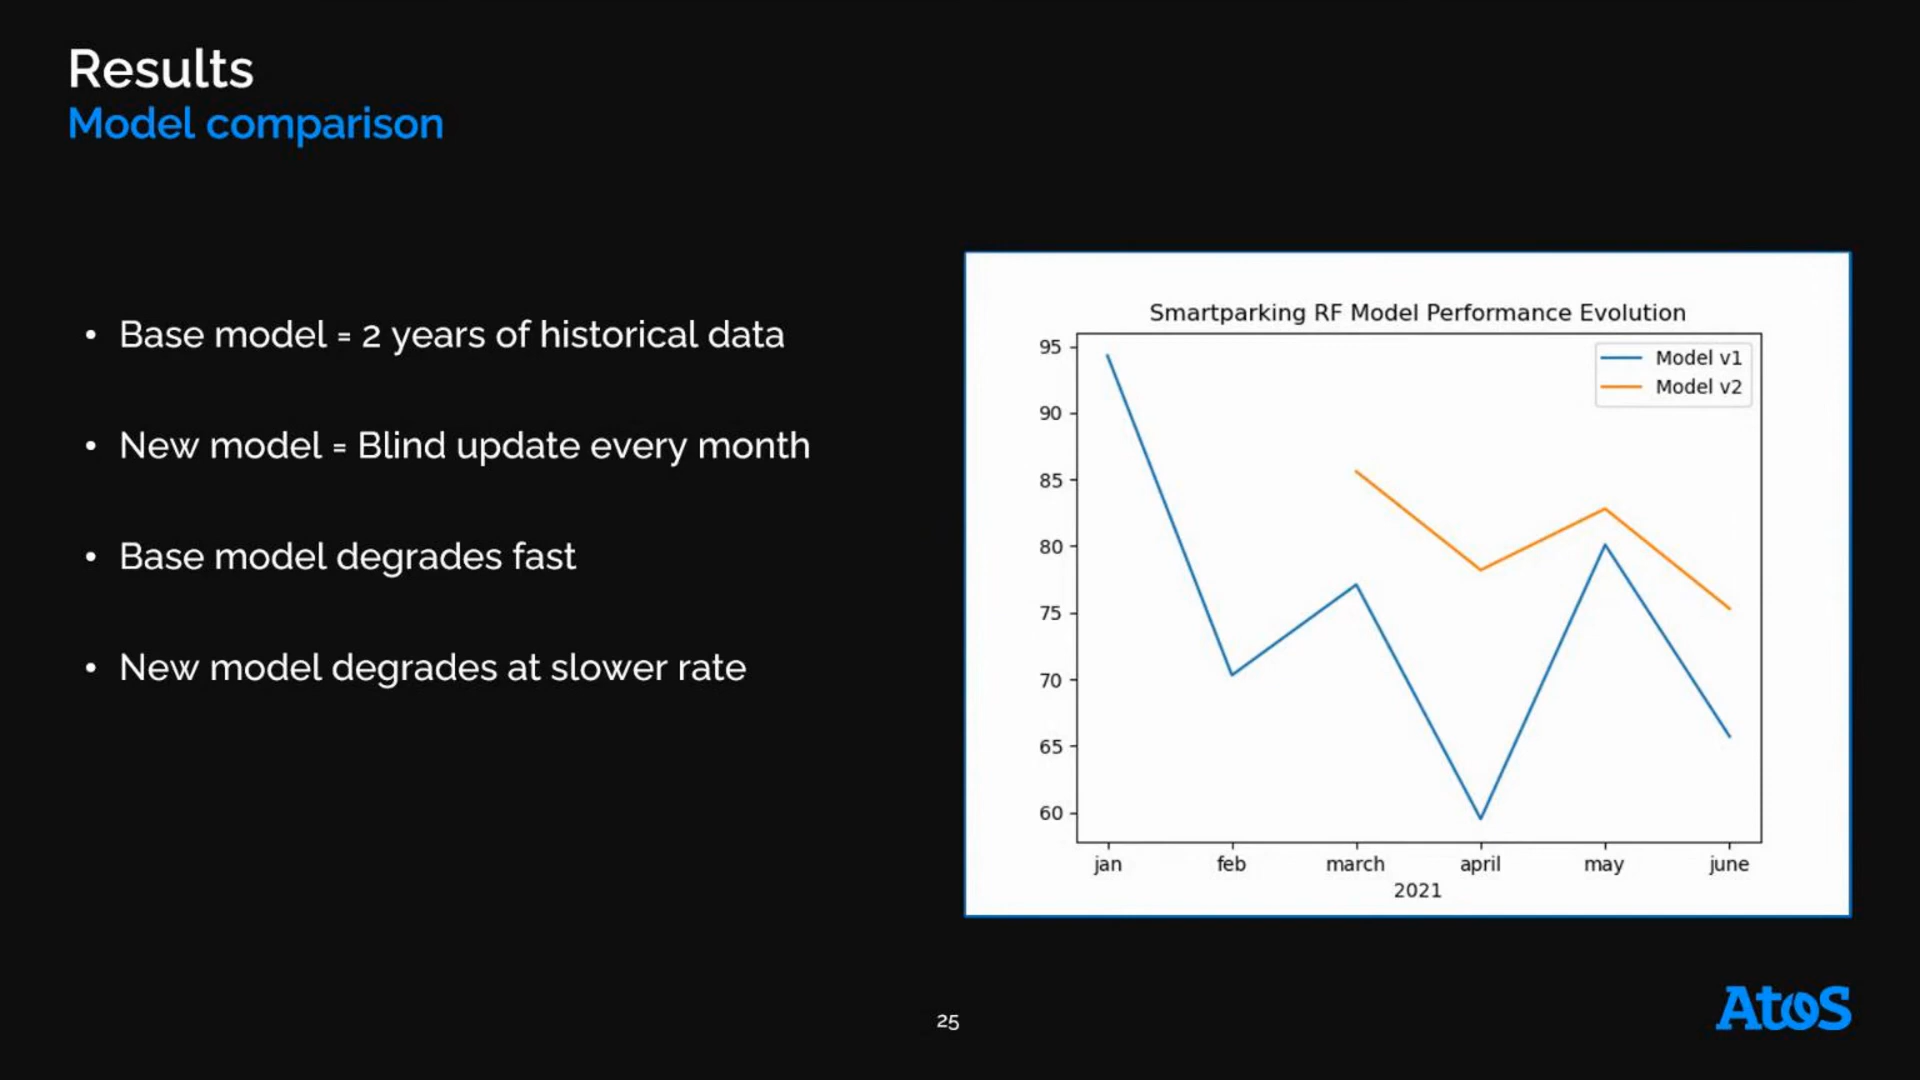 Results
Model comparison
• Base model = 2 years of historical data
• New model = Blind update every month
• Base model degrades fast
• New model degrades at slower rate
Smartparking RF Model Performance Evolution
Model v1
Model v2
95
90
85
80
75
70
65
60
jan feb march april may june
2021
25
Atos